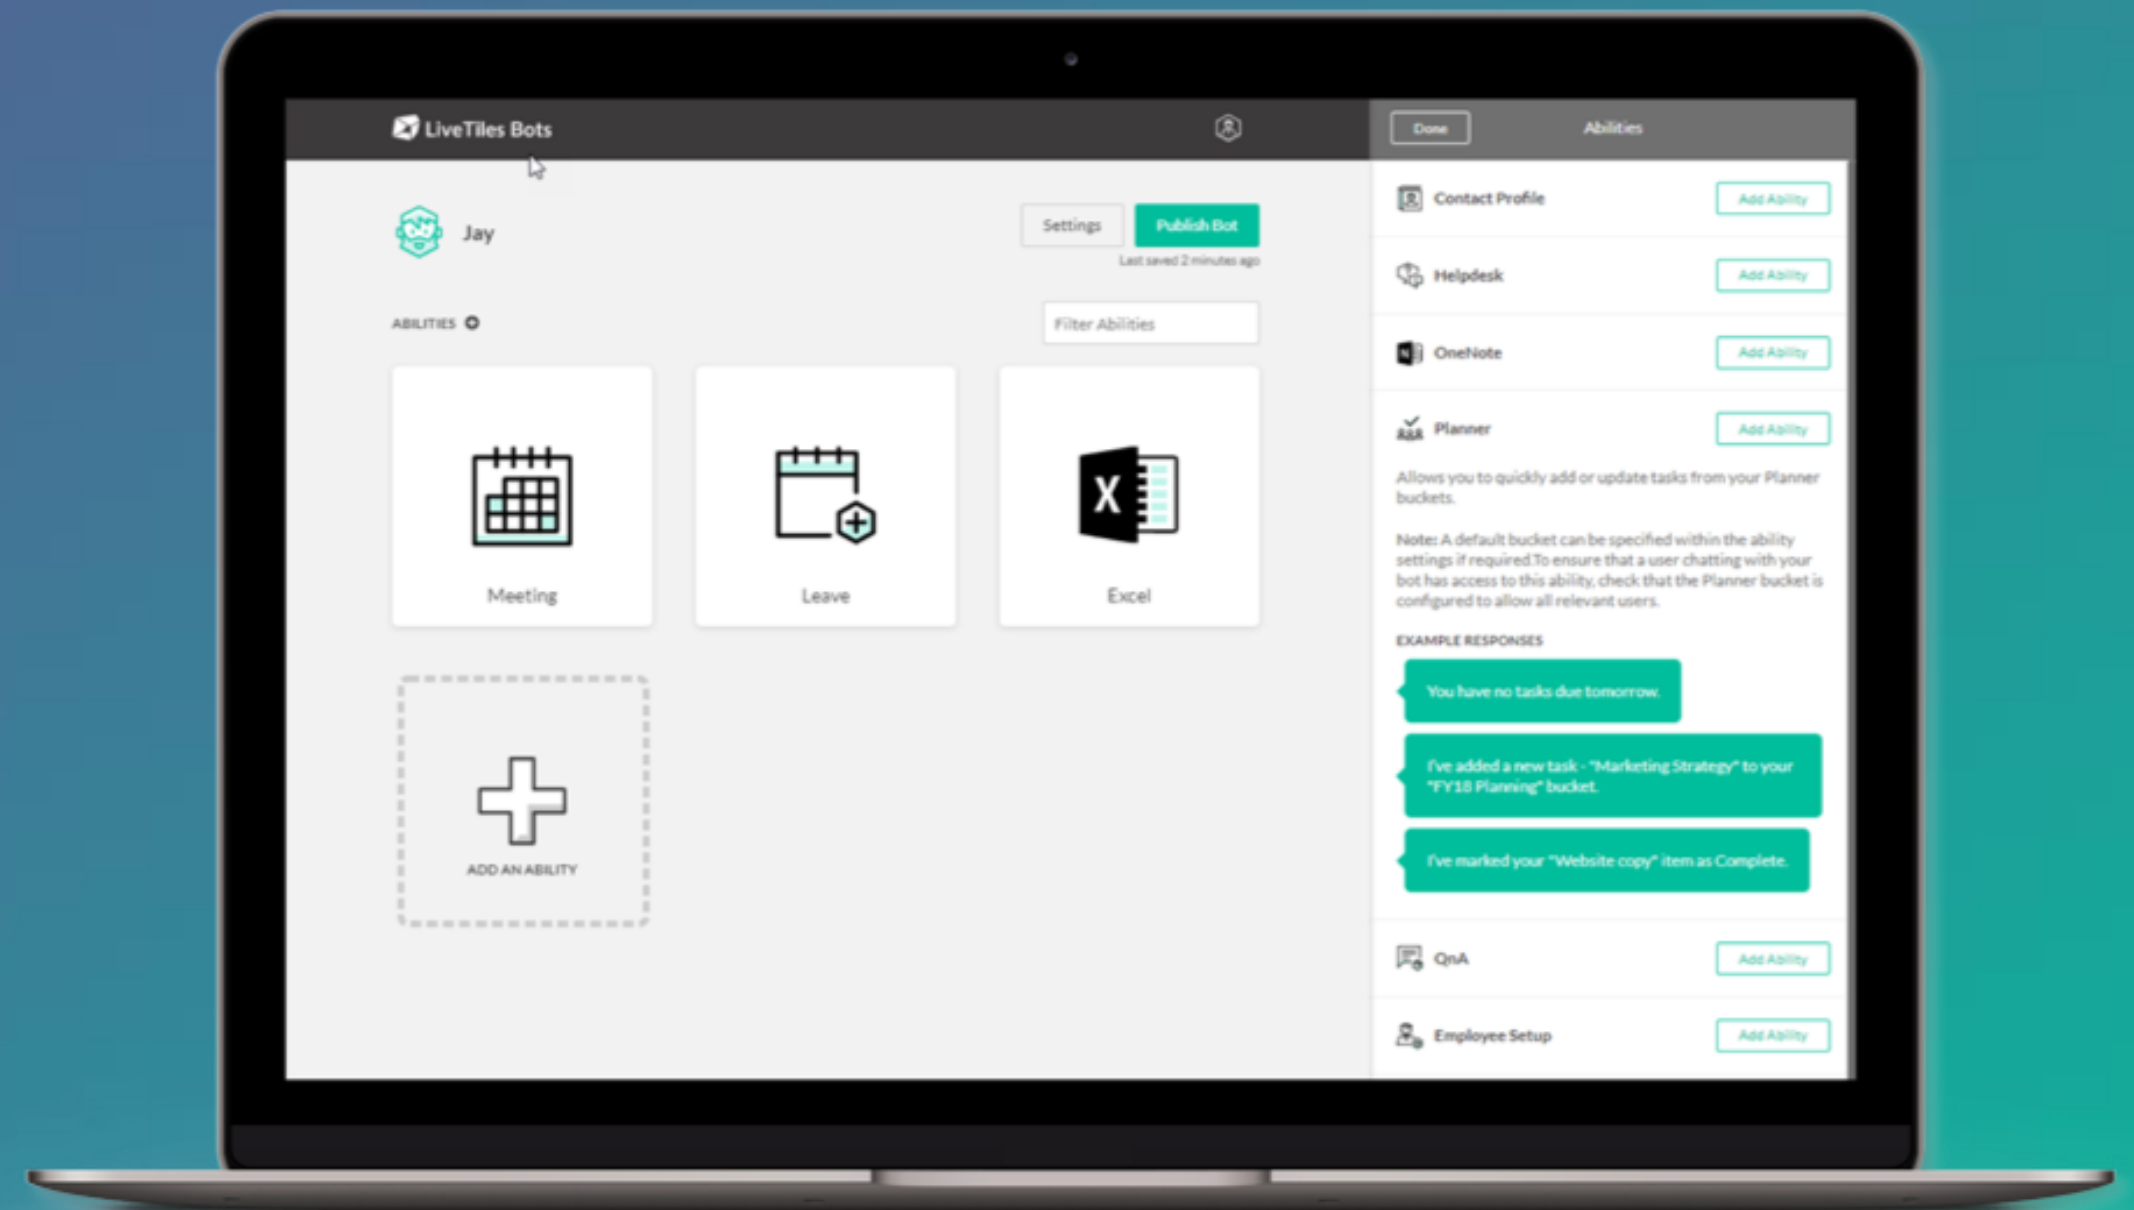 LiveTiles Bots
Done
Abilities
Jay
Settings
Publish Bot
Last saved 2 minutes ago
ABILITIES
Filter Abilities
Meeting
Leave
X
Excel
ADD AN ABILITY
Contact Profile
Add Ability
Helpdesk
Add Ability
N
OneNote
Add Ability
Planner
Add Ability
Allows you to quickly add or update tasks from your Planner
buckets.
Note: A default bucket can be specified within the ability
settings if required.To ensure that a user chatting with your
bot has access to this ability, check that the Planner bucket is
configured to allow all relevant users.
EXAMPLE RESPONSES
You have no tasks due tomorrow.
I've added a new task - "Marketing Strategy" to your
"FY18 Planning" bucket.
I've marked your "Website copy" item as Complete.
QnA
Add Ability
Employee Setup
Add Ability